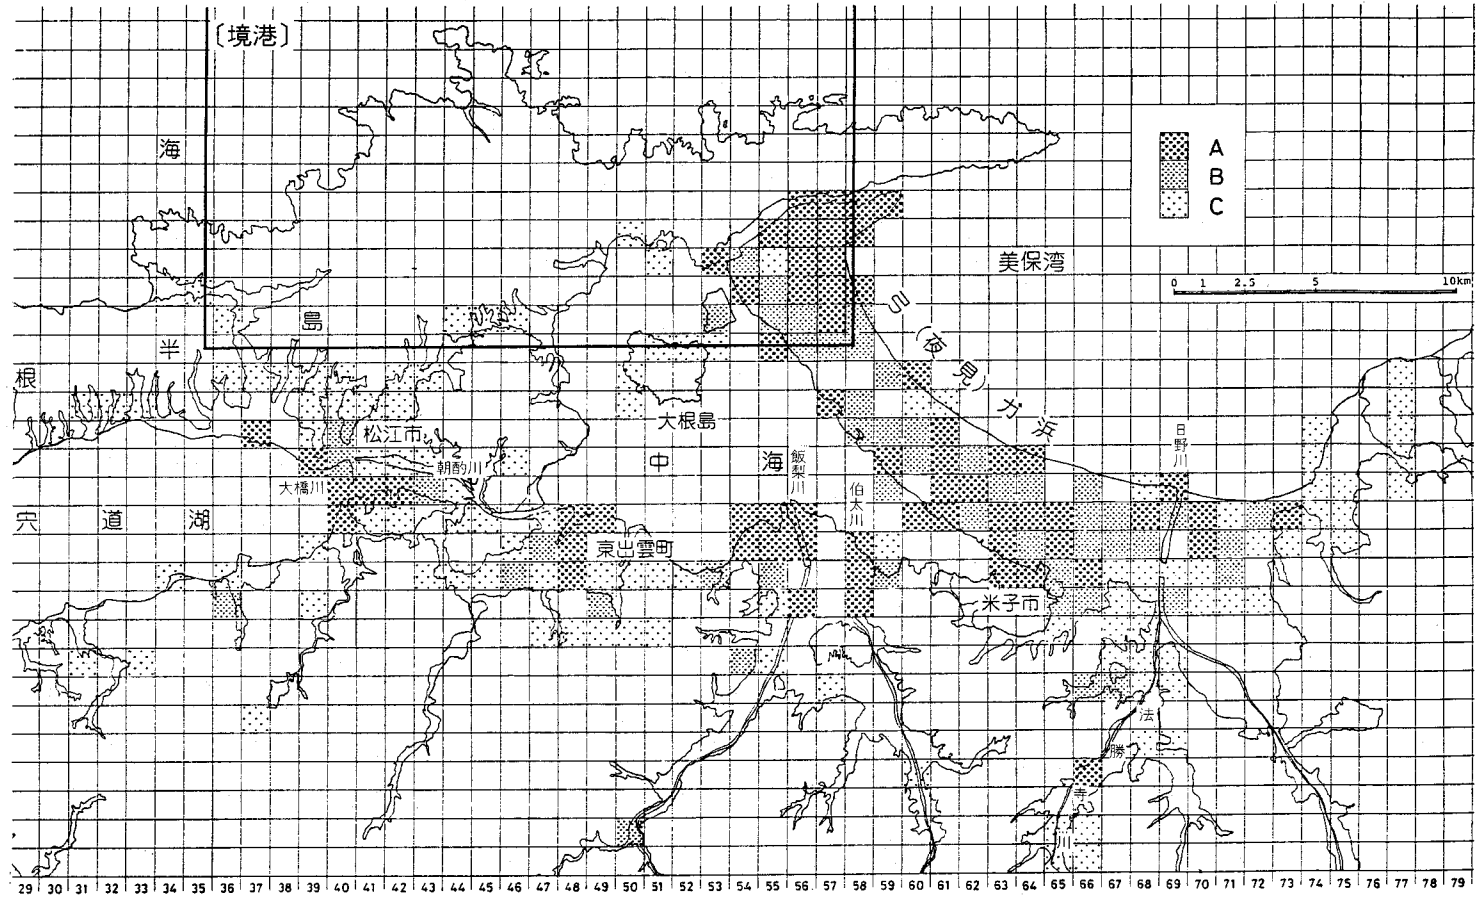 〔境港〕
海
A
B
C
美保湾
0 1 2.5 5 10km
島
半
根
弓(夜見)ガ浜
松江市
大根島
日野川
朝酌川
中海
飯梨川
大橋川
伯太川
宍道湖
東出雲町
米子市
法勝寺川
29 30 31 32 33 34 35 36 37 38 39 40 41 42 43 44 45 46 47 48 49 50 51 52 53 54 55 56 57 58 59 60 61 62 63 64 65 66 67 68 69 70 71 72 73 74 75 76 77 78 79